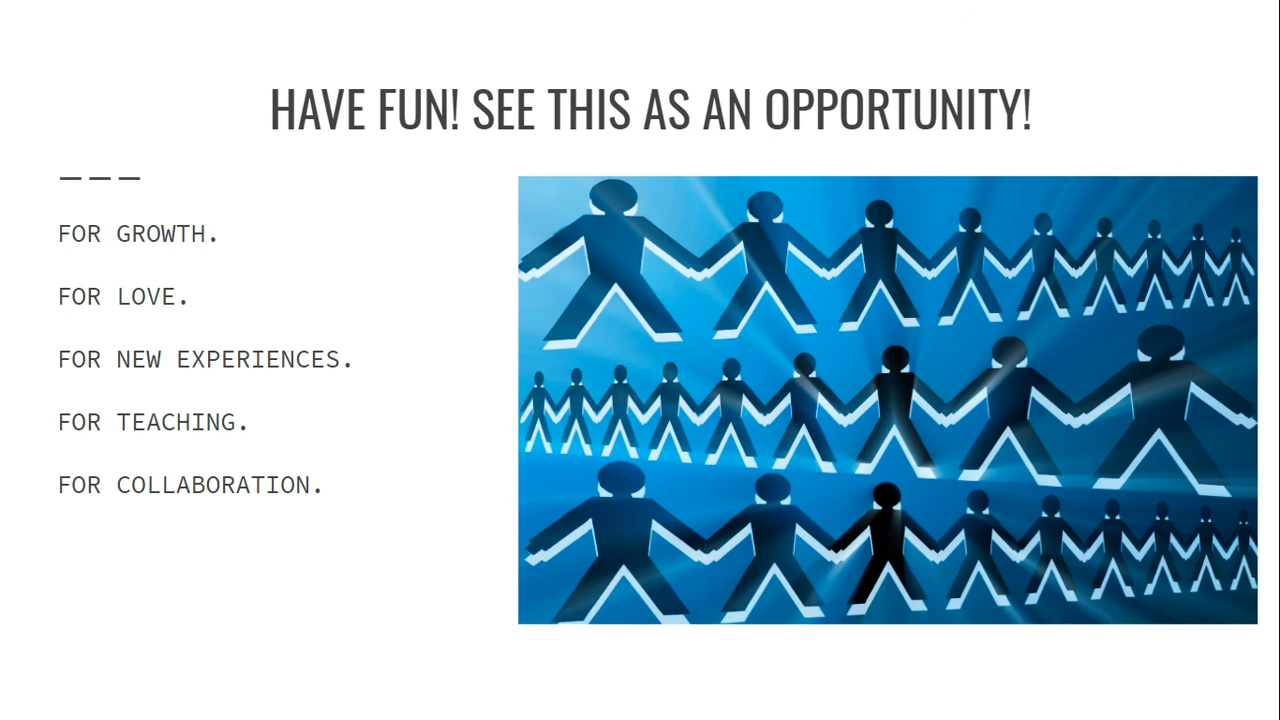 HAVE FUN! SEE THIS AS AN OPPORTUNITY!
FOR GROWTH.
FOR LOVE.
FOR NEW EXPERIENCES.
FOR TEACHING.
FOR COLLABORATION.